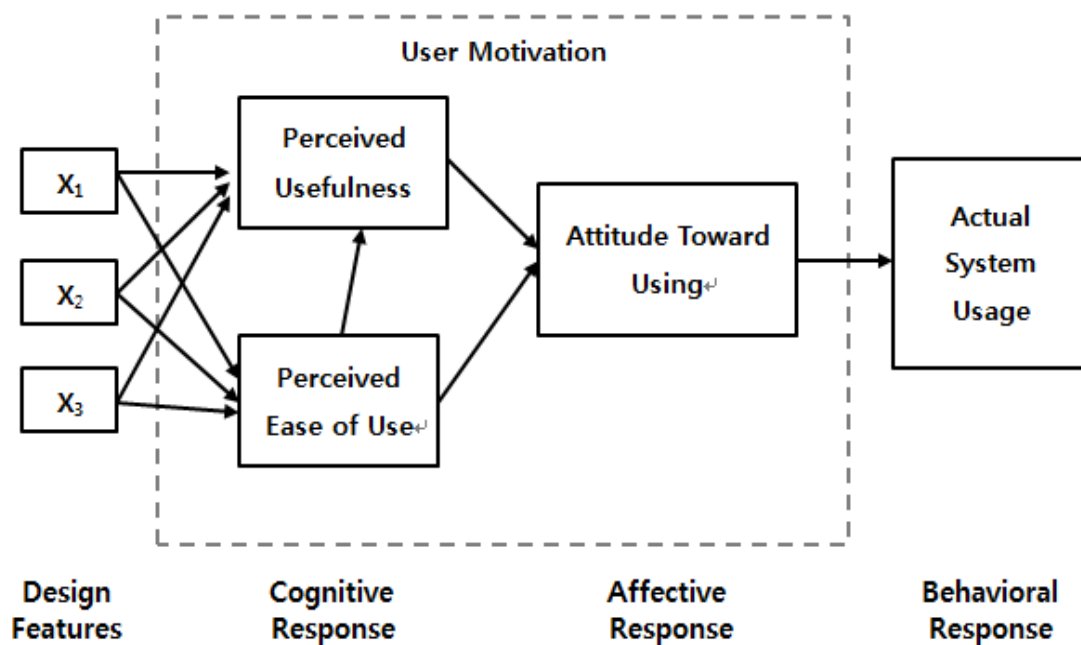 User Motivation
Perceived
Usefulness
X₁
X₂
X₃
Perceived
Ease of Use↵
Attitude Toward
Using↵
Actual
System
Usage
Design
Features
Cognitive
Response
Affective
Response
Behavioral
Response